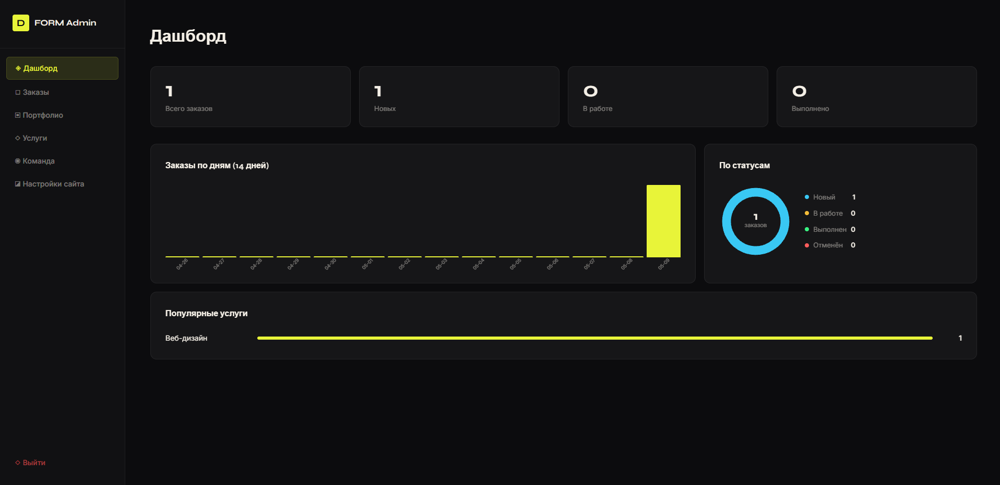 D FORM Admin
Дашборд
Заказы
Портфолио
Услуги
Команда
Настройки сайта
Выйти
Дашборд
1
Всего заказов
1
Новых
0
В работе
0
Выполнено
Заказы по дням (14 дней)
04-26 04-27 04-28 04-29 04-30 05-01 05-02 05-03 05-04 05-05 05-06 05-07 05-08 05-09
По статусам
1
заказов
Новый 1
В работе 0
Выполнен 0
Отменён 0
Популярные услуги
Веб-дизайн 1